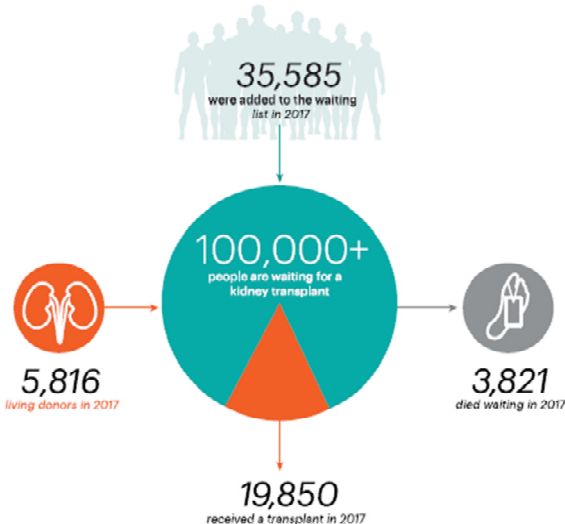 35,585
were added to the waiting
list in 2017
100,000+
people are waiting for a
kidney transplant
5,816
living donors in 2017
3,821
died waiting in 2017
19,850
received a transplant in 2017